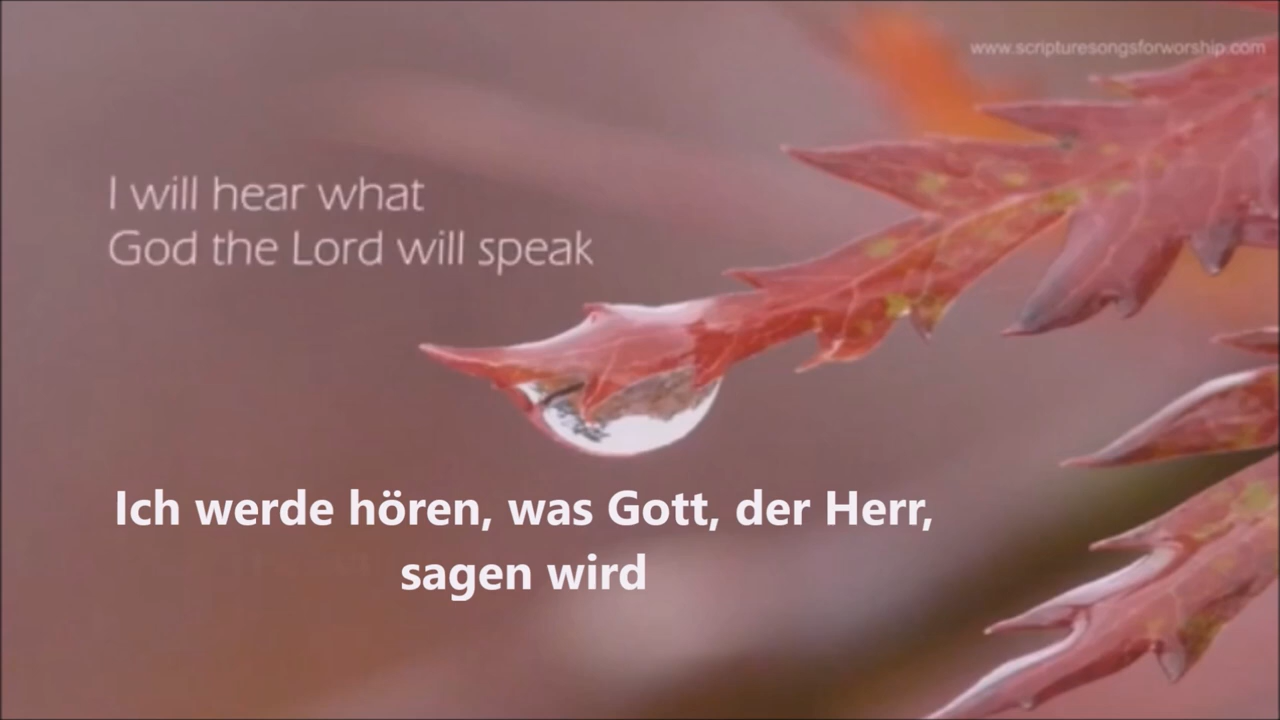 www.scripturesongsforworship.com
I will hear what
God the Lord will speak
Ich werde hören, was Gott, der Herr,
sagen wird